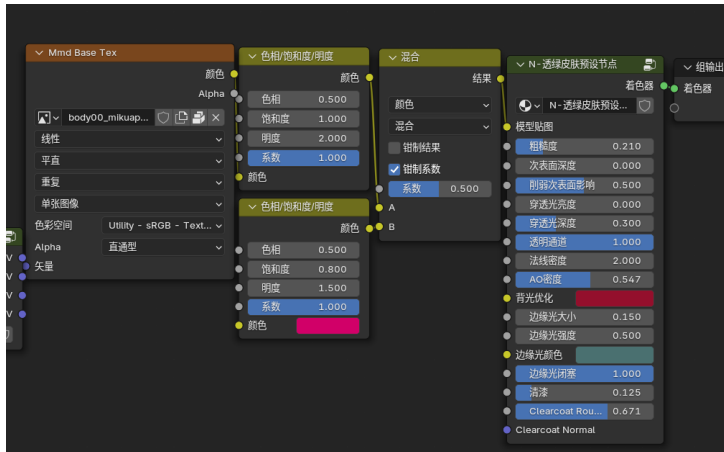 Mmd Base Tex
颜色
Alpha
body00_mikuap...
线性
平直
重复
单张图像
色彩空间 Utility - sRGB - Text...
Alpha 直通型
矢量
V
V
V
色相/饱和度/明度
颜色
色相 0.500
饱和度 1.000
明度 2.000
系数 1.000
颜色
色相/饱和度/明度
颜色
色相 0.500
饱和度 0.800
明度 1.500
系数 1.000
颜色
混合
结果
颜色
混合
钳制结果
钳制系数
系数 0.500
A
B
N-透绿皮肤预设节点
着色器
N-透绿皮肤预设...
模型贴图
粗糙度 0.210
次表面深度 0.000
削弱次表面影响 0.500
穿透光亮度 0.000
穿透光深度 0.300
透明通道 1.000
法线密度 2.000
AO密度 0.547
背光优化
边缘光大小 0.150
边缘光强度 0.500
边缘光颜色
边缘光闭塞 1.000
清漆 0.125
Clearcoat Rou... 0.671
Clearcoat Normal
组输出
着色器